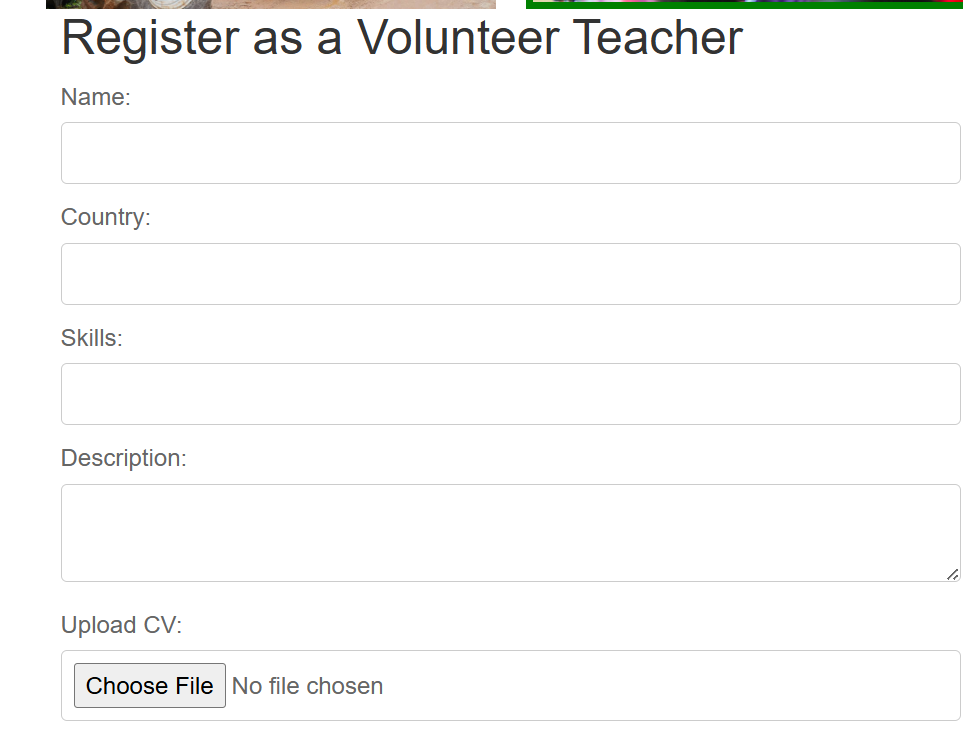 Register as a Volunteer Teacher
Name:
Country:
Skills:
Description:
Upload CV:
Choose File No file chosen